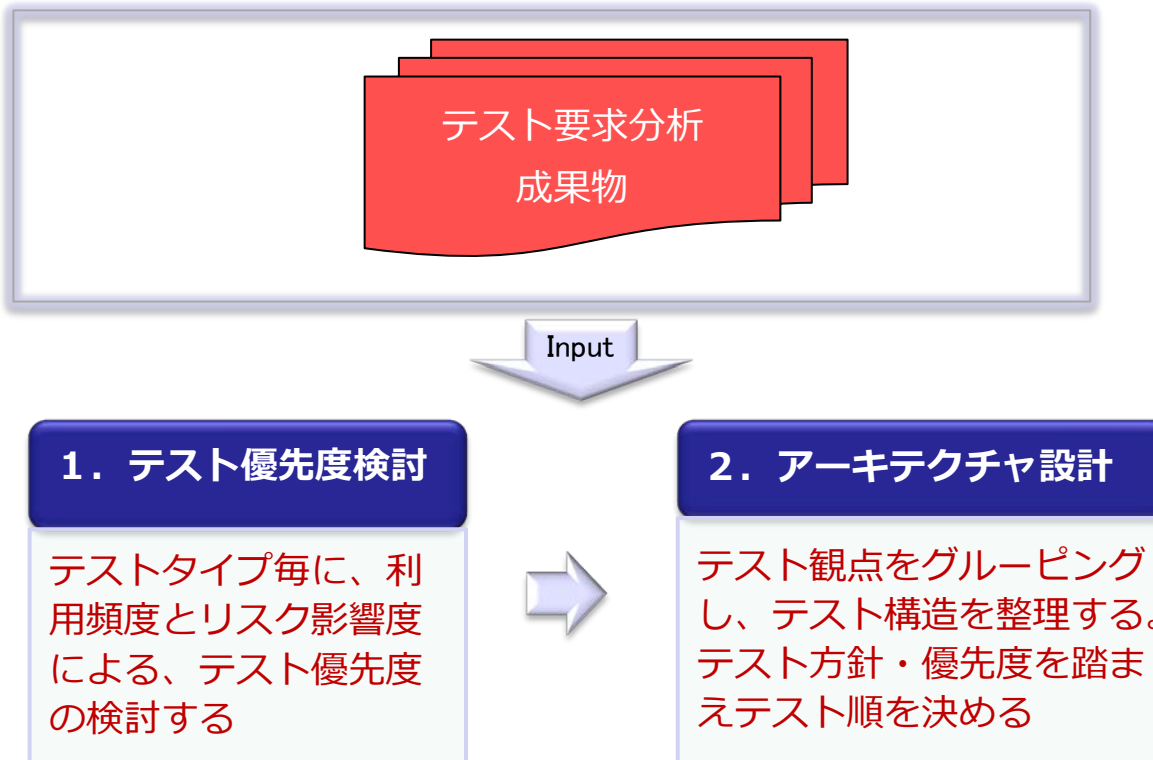 テスト要求分析
成果物
Input
１．テスト優先度検討
テストタイプ毎に、利
用頻度とリスク影響度
による、テスト優先度
の検討する
２．アーキテクチャ設計
テスト観点をグルーピング
し、テスト構造を整理する。
テスト方針・優先度を踏ま
えテスト順を決める